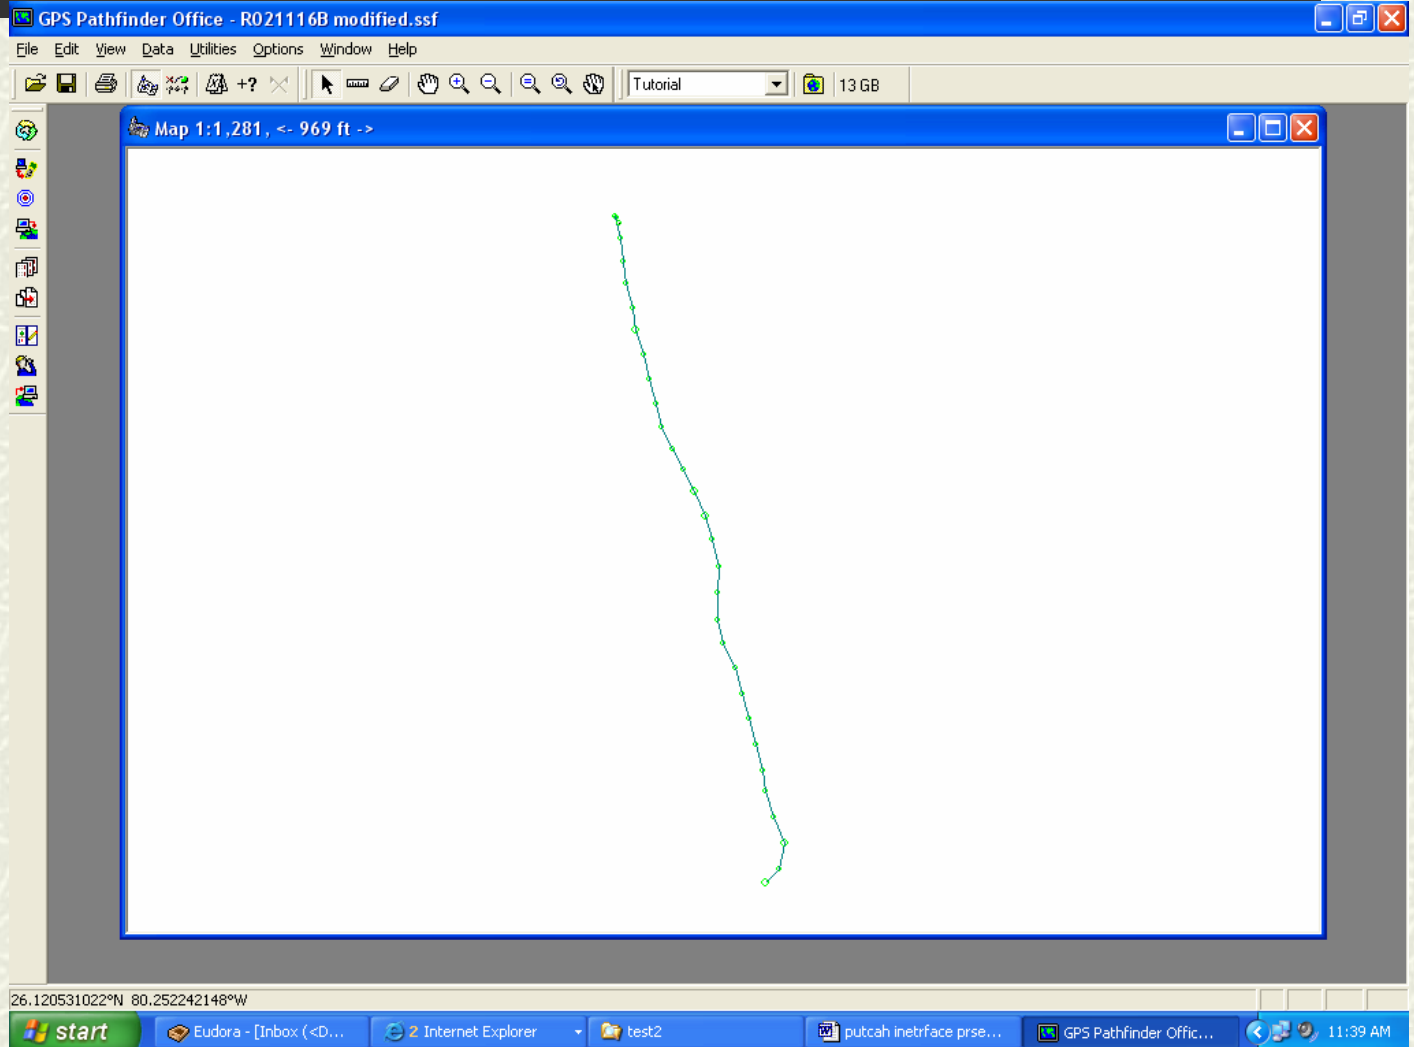 GPS Pathfinder Office - R021116B modified.ssf
File Edit View Data Utilities Options Window Help
+? Tutorial 13 GB
Map 1:1,281, <- 969 ft ->
26.120531022°N 80.252242148°W
start Eudora - [Inbox (<D... 2 Internet Explorer test2 putcah inetrface prse... GPS Pathfinder Offic... 11:39 AM